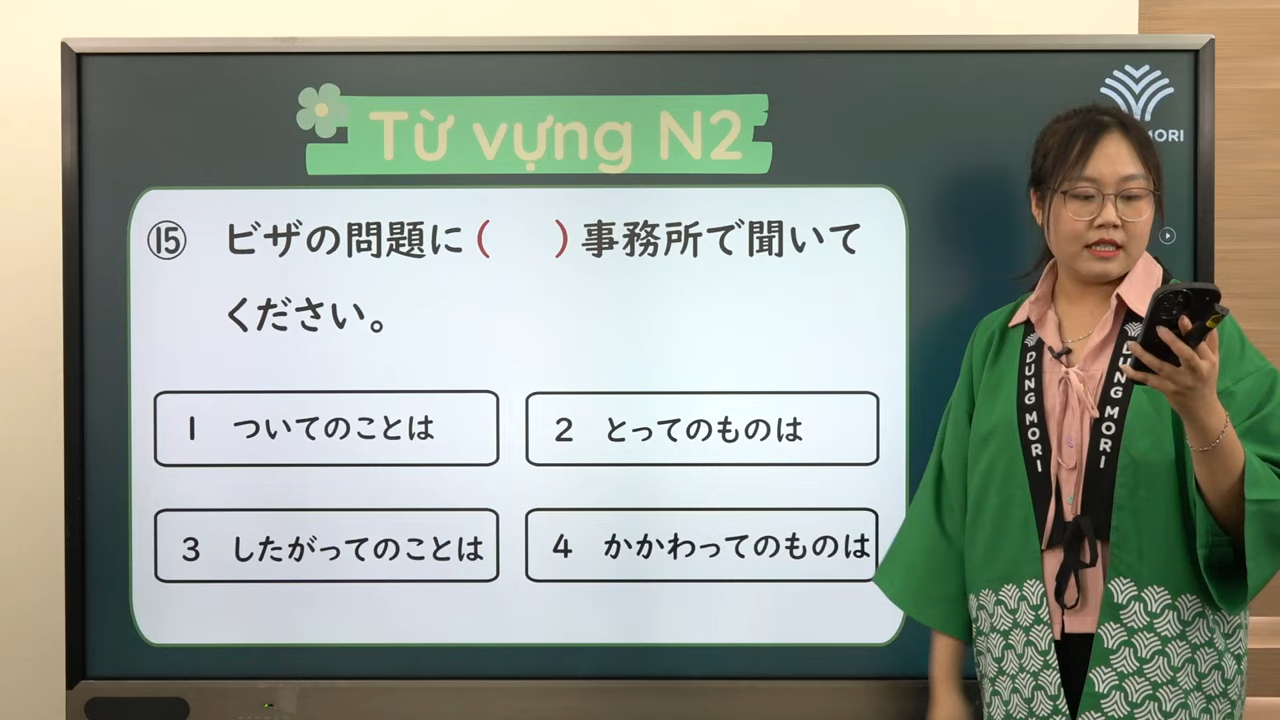 Từ vựng N2
MORI
⑮ ビザの問題に( )事務所で聞いて
ください。
1 ついてのことは
2 とってのものは
3 したがってのことは
4 かかわってのものは
DUNG MORI
DUNG MORI